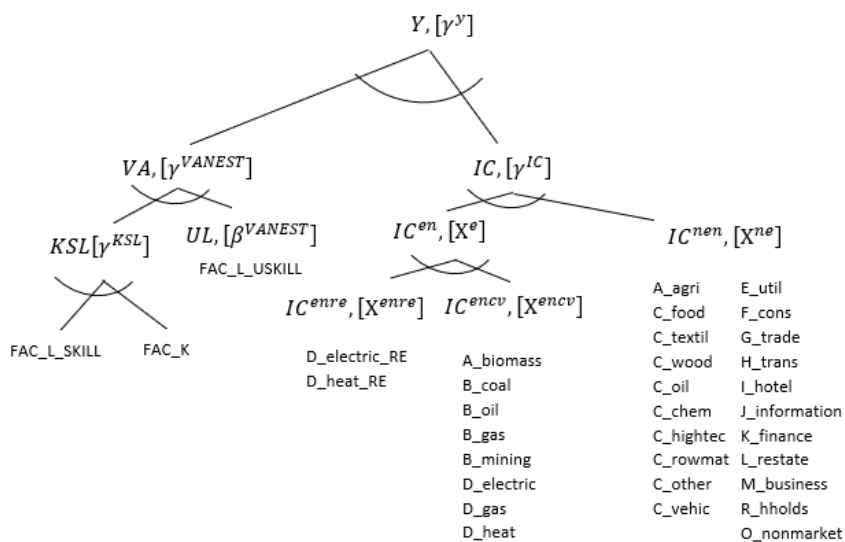 Y, [γ^y]
VA, [γ^VANEST]
IC, [γ^IC]
KSL[γ^KSL]
UL, [β^VANEST]
FAC_L_USKILL
IC^en, [X^e]
IC^nen, [X^ne]
FAC_L_SKILL
FAC_K
IC^enre, [X^enre]
IC^encv, [X^encv]
D_electric_RE
D_heat_RE
A_biomass
B_coal
B_oil
B_gas
B_mining
D_electric
D_gas
D_heat
A_agri
C_food
C_textil
C_wood
C_oil
C_chem
C_hightec
C_rowmat
C_other
C_vehic
E_util
F_cons
G_trade
H_trans
I_hotel
J_information
K_finance
L_restate
M_business
R_hholds
O_nonmarket